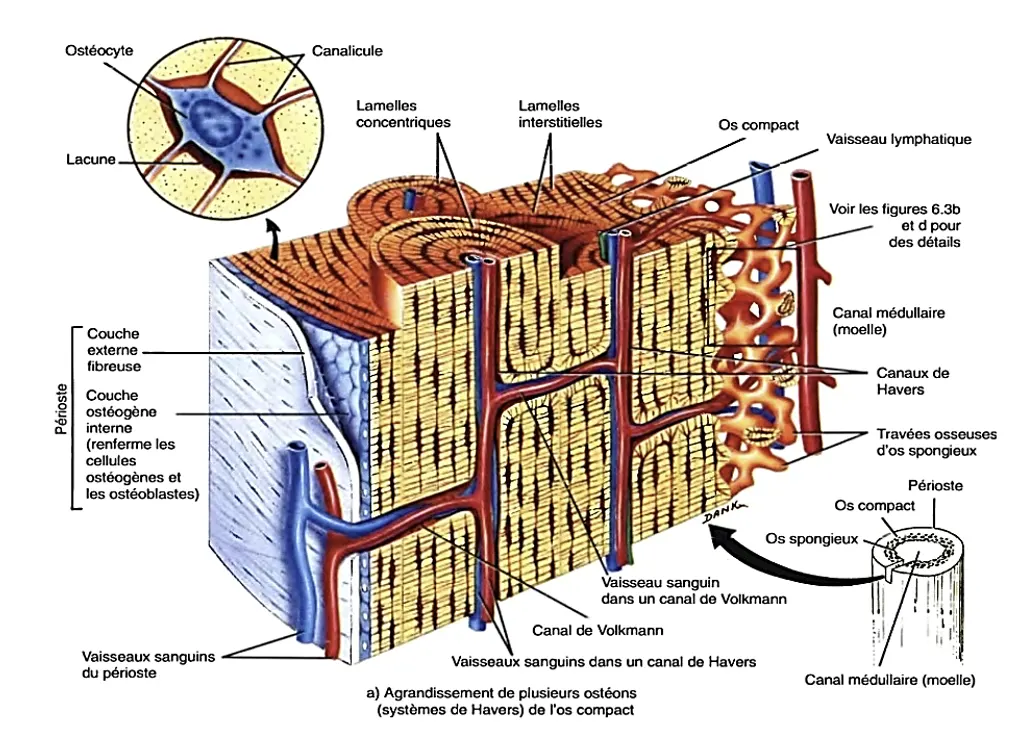 Ostéocyte
Canalicule
Lacune
Lamelles
concentriques
Lamelles
interstitielles
Os compact
Vaisseau lymphatique
Voir les figures 6.3b
et d pour
des détails
Canal médullaire
(moelle)
Canaux de
Havers
Travées osseuses
d'os spongieux
Périoste
Couche
externe
fibreuse
Couche
ostéogène
interne
(renferme les
cellules
ostéogènes et
les ostéoblastes)
DANK
Périoste
Os compact
Os spongieux
Canal médullaire (moelle)
Vaisseau sanguin
dans un canal de Volkmann
Canal de Volkmann
Vaisseaux sanguins dans un canal de Havers
Vaisseaux sanguins
du périoste
a) Agrandissement de plusieurs ostéons
(systèmes de Havers) de l'os compact